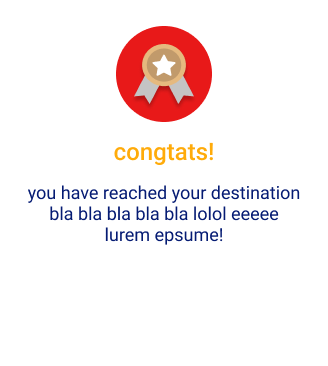 congtats!
you have reached your destination
bla bla bla bla bla lolol eeeee
lurem epsume!